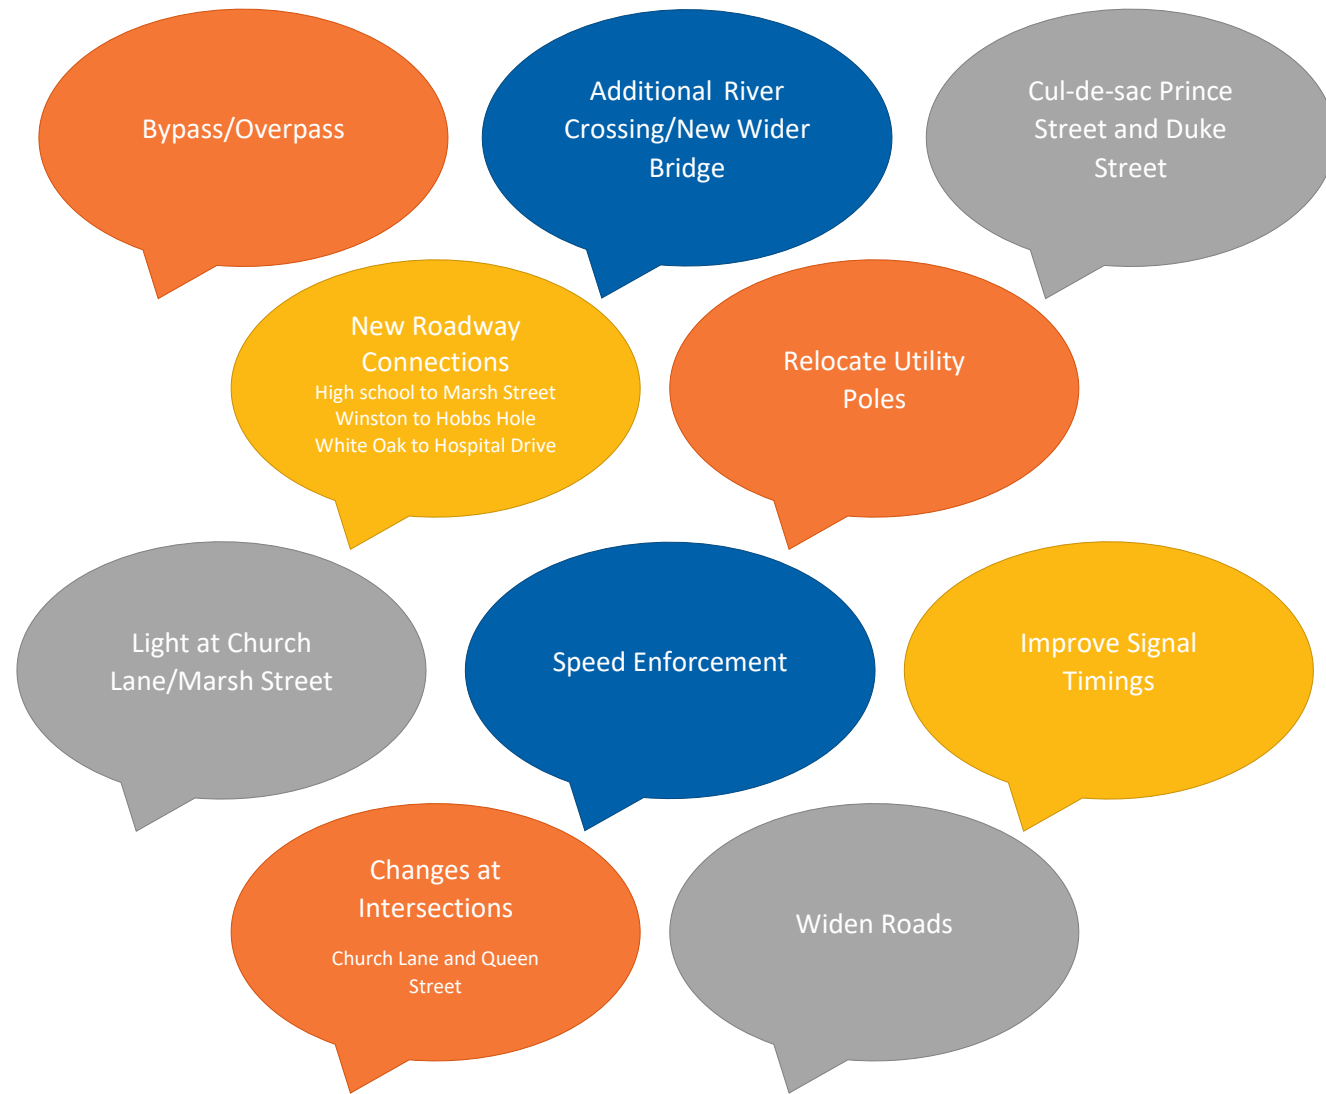 Bypass/Overpass
Additional River
Crossing/New Wider
Bridge
Cul-de-sac Prince
Street and Duke
Street
New Roadway
Connections
High school to Marsh Street
Winston to Hobbs Hole
White Oak to Hospital Drive
Relocate Utility
Poles
Light at Church
Lane/Marsh Street
Speed Enforcement
Improve Signal
Timings
Changes at
Intersections
Church Lane and Queen
Street
Widen Roads